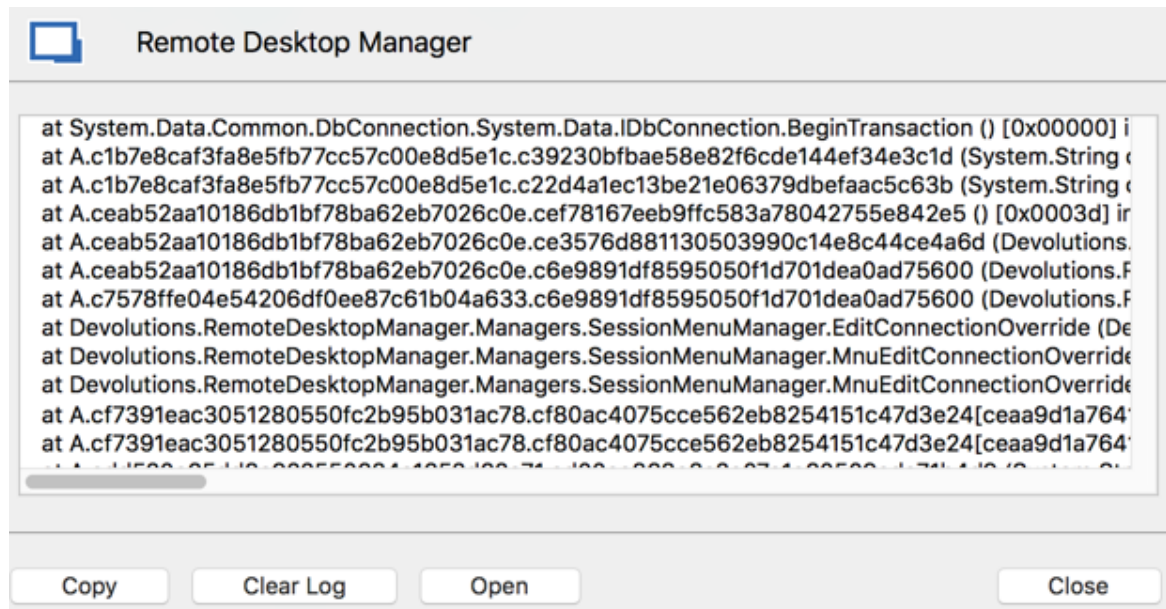 Remote Desktop Manager
at System.Data.Common.DbConnection.System.Data.IDbConnection.BeginTransaction () [0x00000] i
at A.c1b7e8caf3fa8e5fb77cc57c00e8d5e1c.c39230bfbae58e82f6cde144ef34e3c1d (System.String
at A.c1b7e8caf3fa8e5fb77cc57c00e8d5e1c.c22d4a1ec13be21e06379dbefaac5c63b (System.String
at A.ceab52aa10186db1bf78ba62eb7026c0e.cef78167eeb9ffc583a78042755e842e5 () [0x0003d] in
at A.ceab52aa10186db1bf78ba62eb7026c0e.ce3576d881130503990c14e8c44ce4a6d (Devolutions.
at A.ceab52aa10186db1bf78ba62eb7026c0e.c6e9891df8595050f1d701dea0ad75600 (Devolutions.F
at A.c7578ffe04e54206df0ee87c61b04a633.c6e9891df8595050f1d701dea0ad75600 (Devolutions.F
at Devolutions.RemoteDesktopManager.Managers.SessionMenuManager.EditConnectionOverride (De
at Devolutions.RemoteDesktopManager.Managers.SessionMenuManager.MnuEditConnectionOverride
at Devolutions.RemoteDesktopManager.Managers.SessionMenuManager.MnuEditConnectionOverride
at A.cf7391eac3051280550fc2b95b031ac78.cf80ac4075cce562eb8254151c47d3e24[ceaa9d1a764
at A.cf7391eac3051280550fc2b95b031ac78.cf80ac4075cce562eb8254151c47d3e24[ceaa9d1a764
Copy
Clear Log
Open
Close